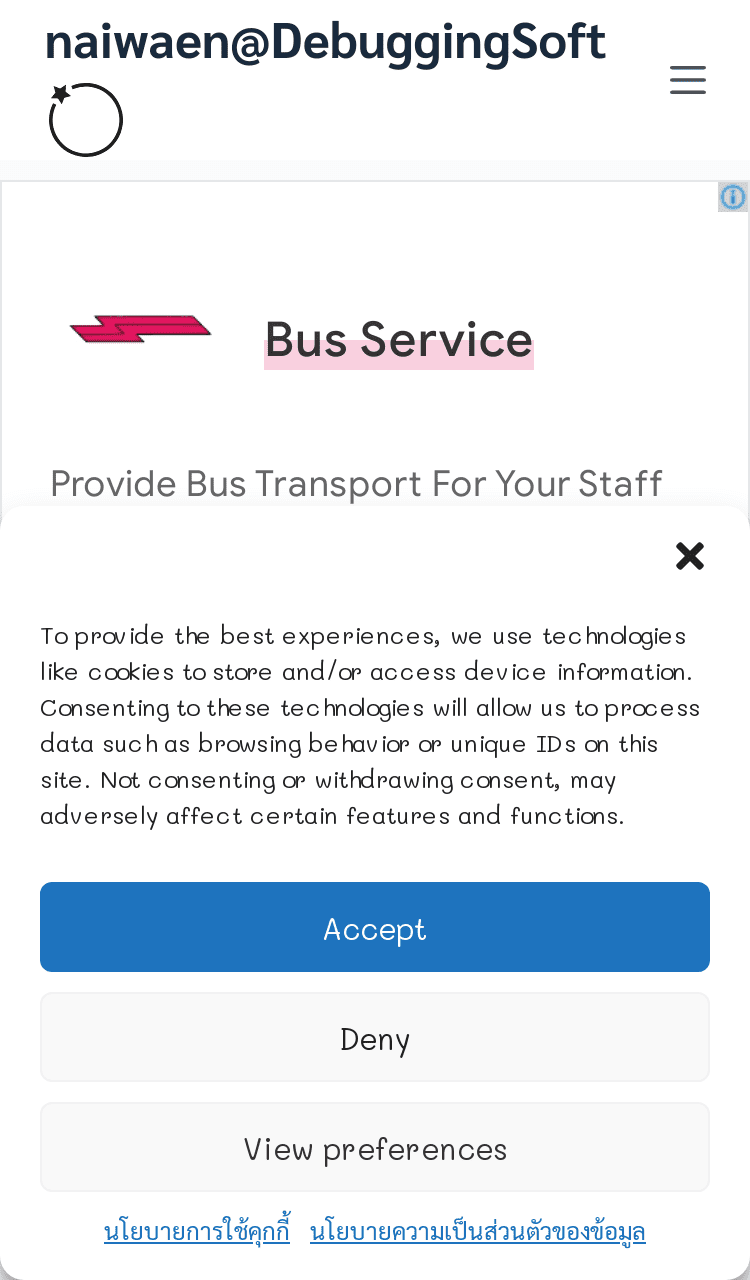 naiwaen@DebuggingSoft
Bus Service
Provide Bus Transport For Your Staff
To provide the best experiences, we use technologies
like cookies to store and/or access device information.
Consenting to these technologies will allow us to process
data such as browsing behavior or unique IDs on this
site. Not consenting or withdrawing consent, may
adversely affect certain features and functions.
Accept
Deny
View preferences
นโยบายการใช้คุกกี้ นโยบายความเป็นส่วนตัวของข้อมูล